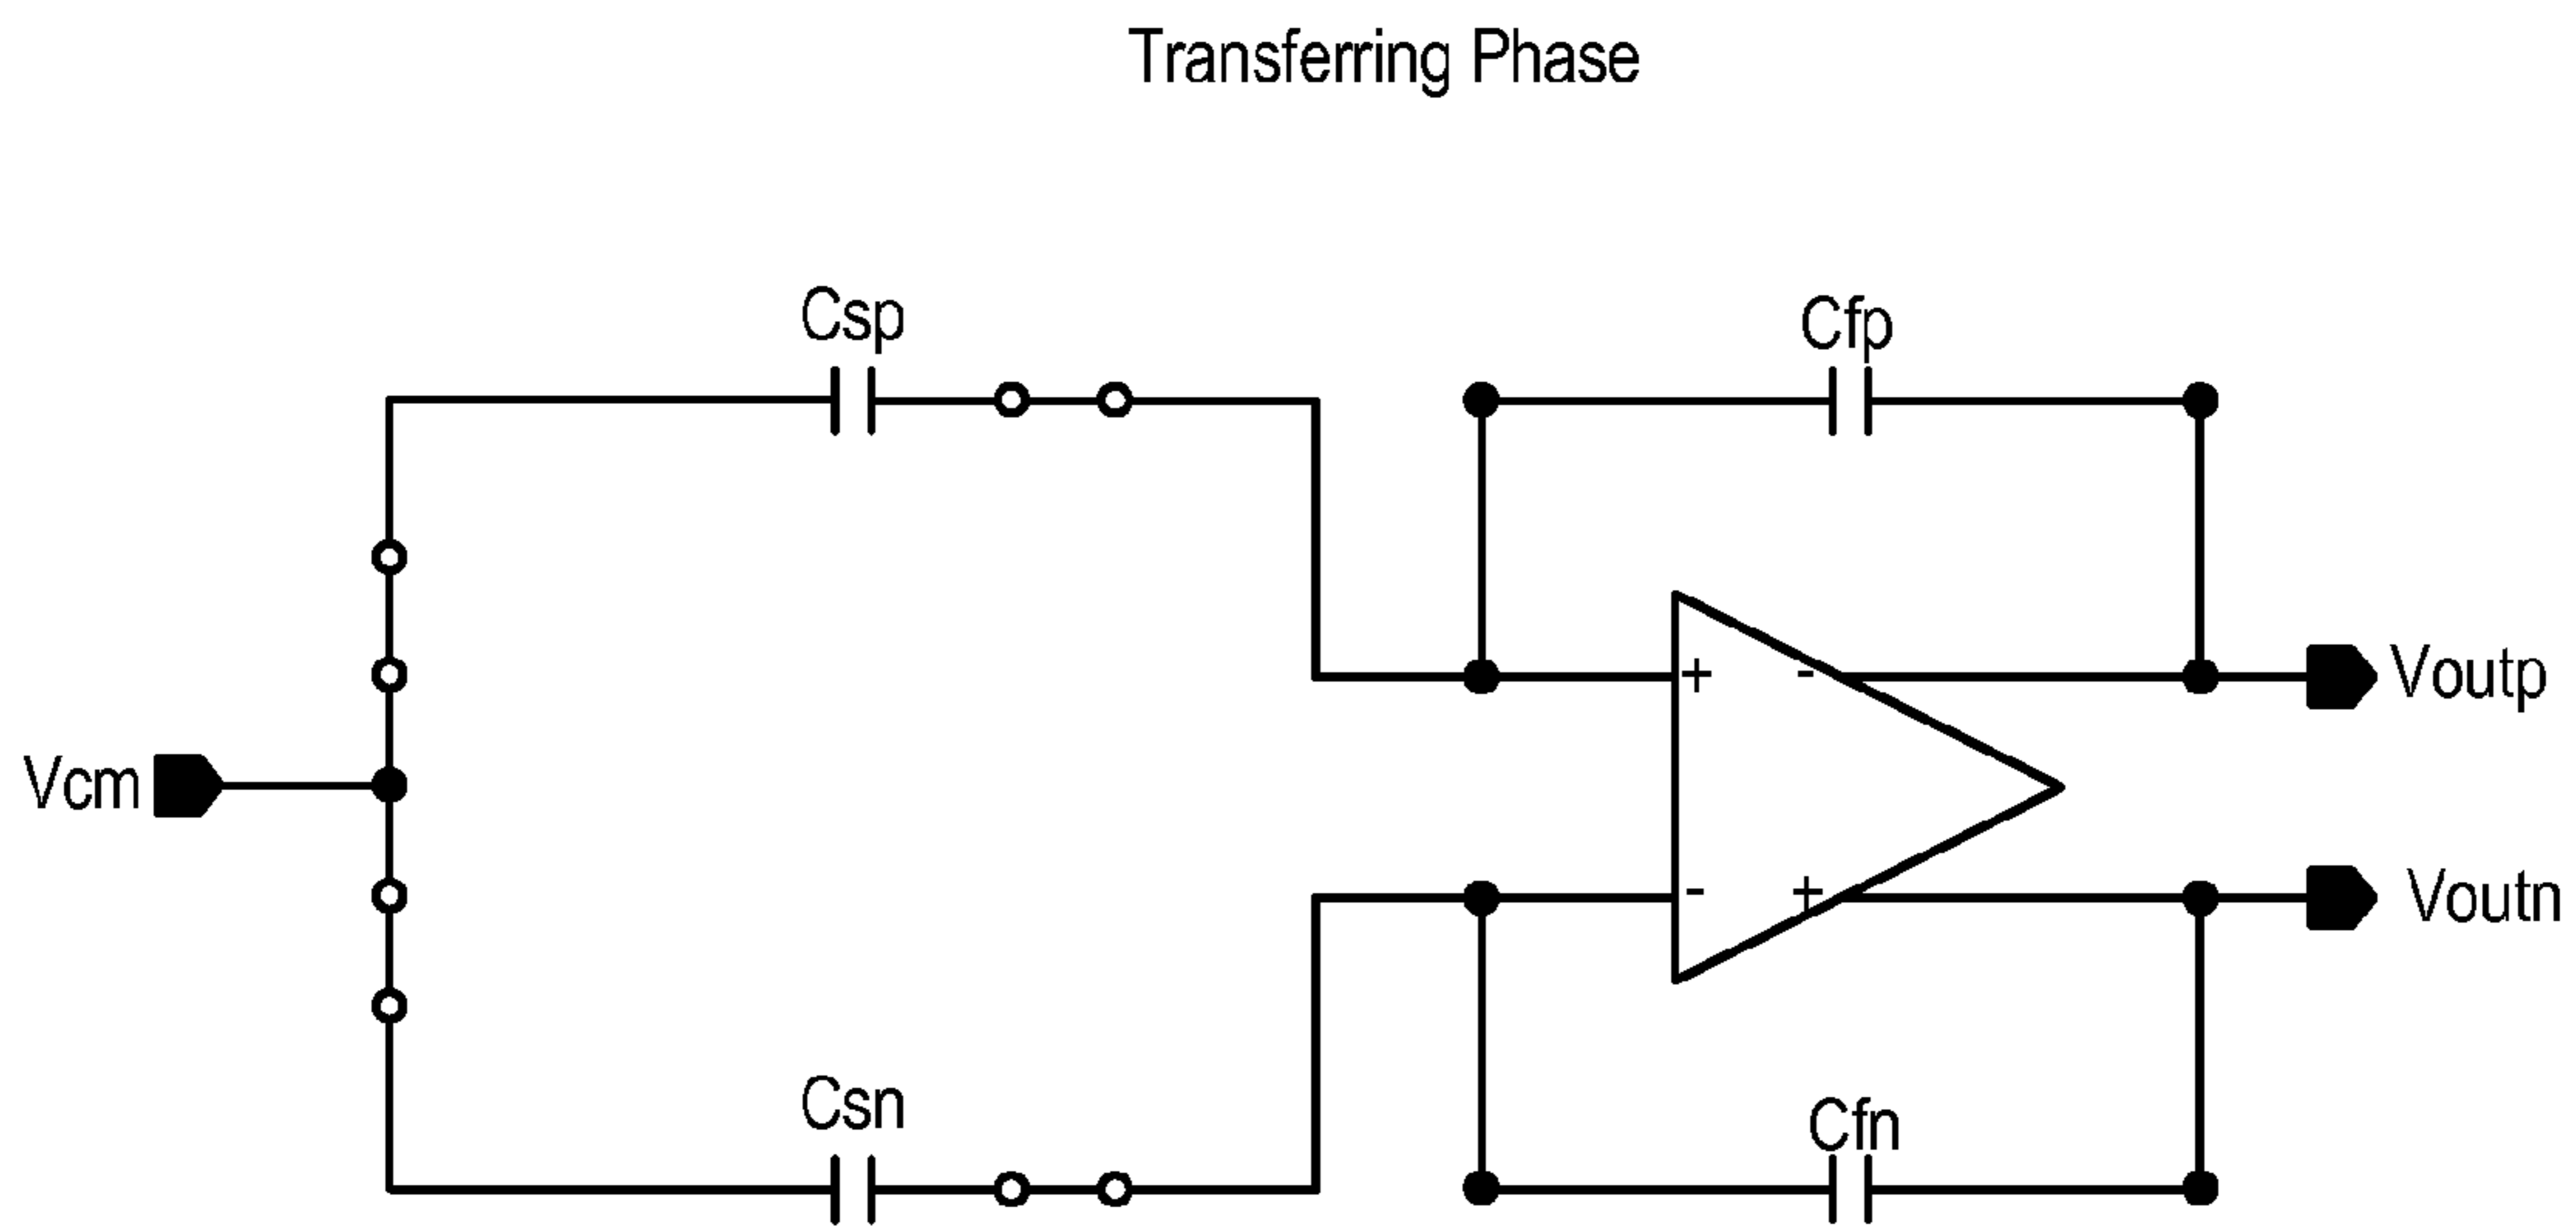 Transferring Phase
Csp
Cfp
+ -
Voutp
Vcm
- +
Voutn
Csn
Cfn